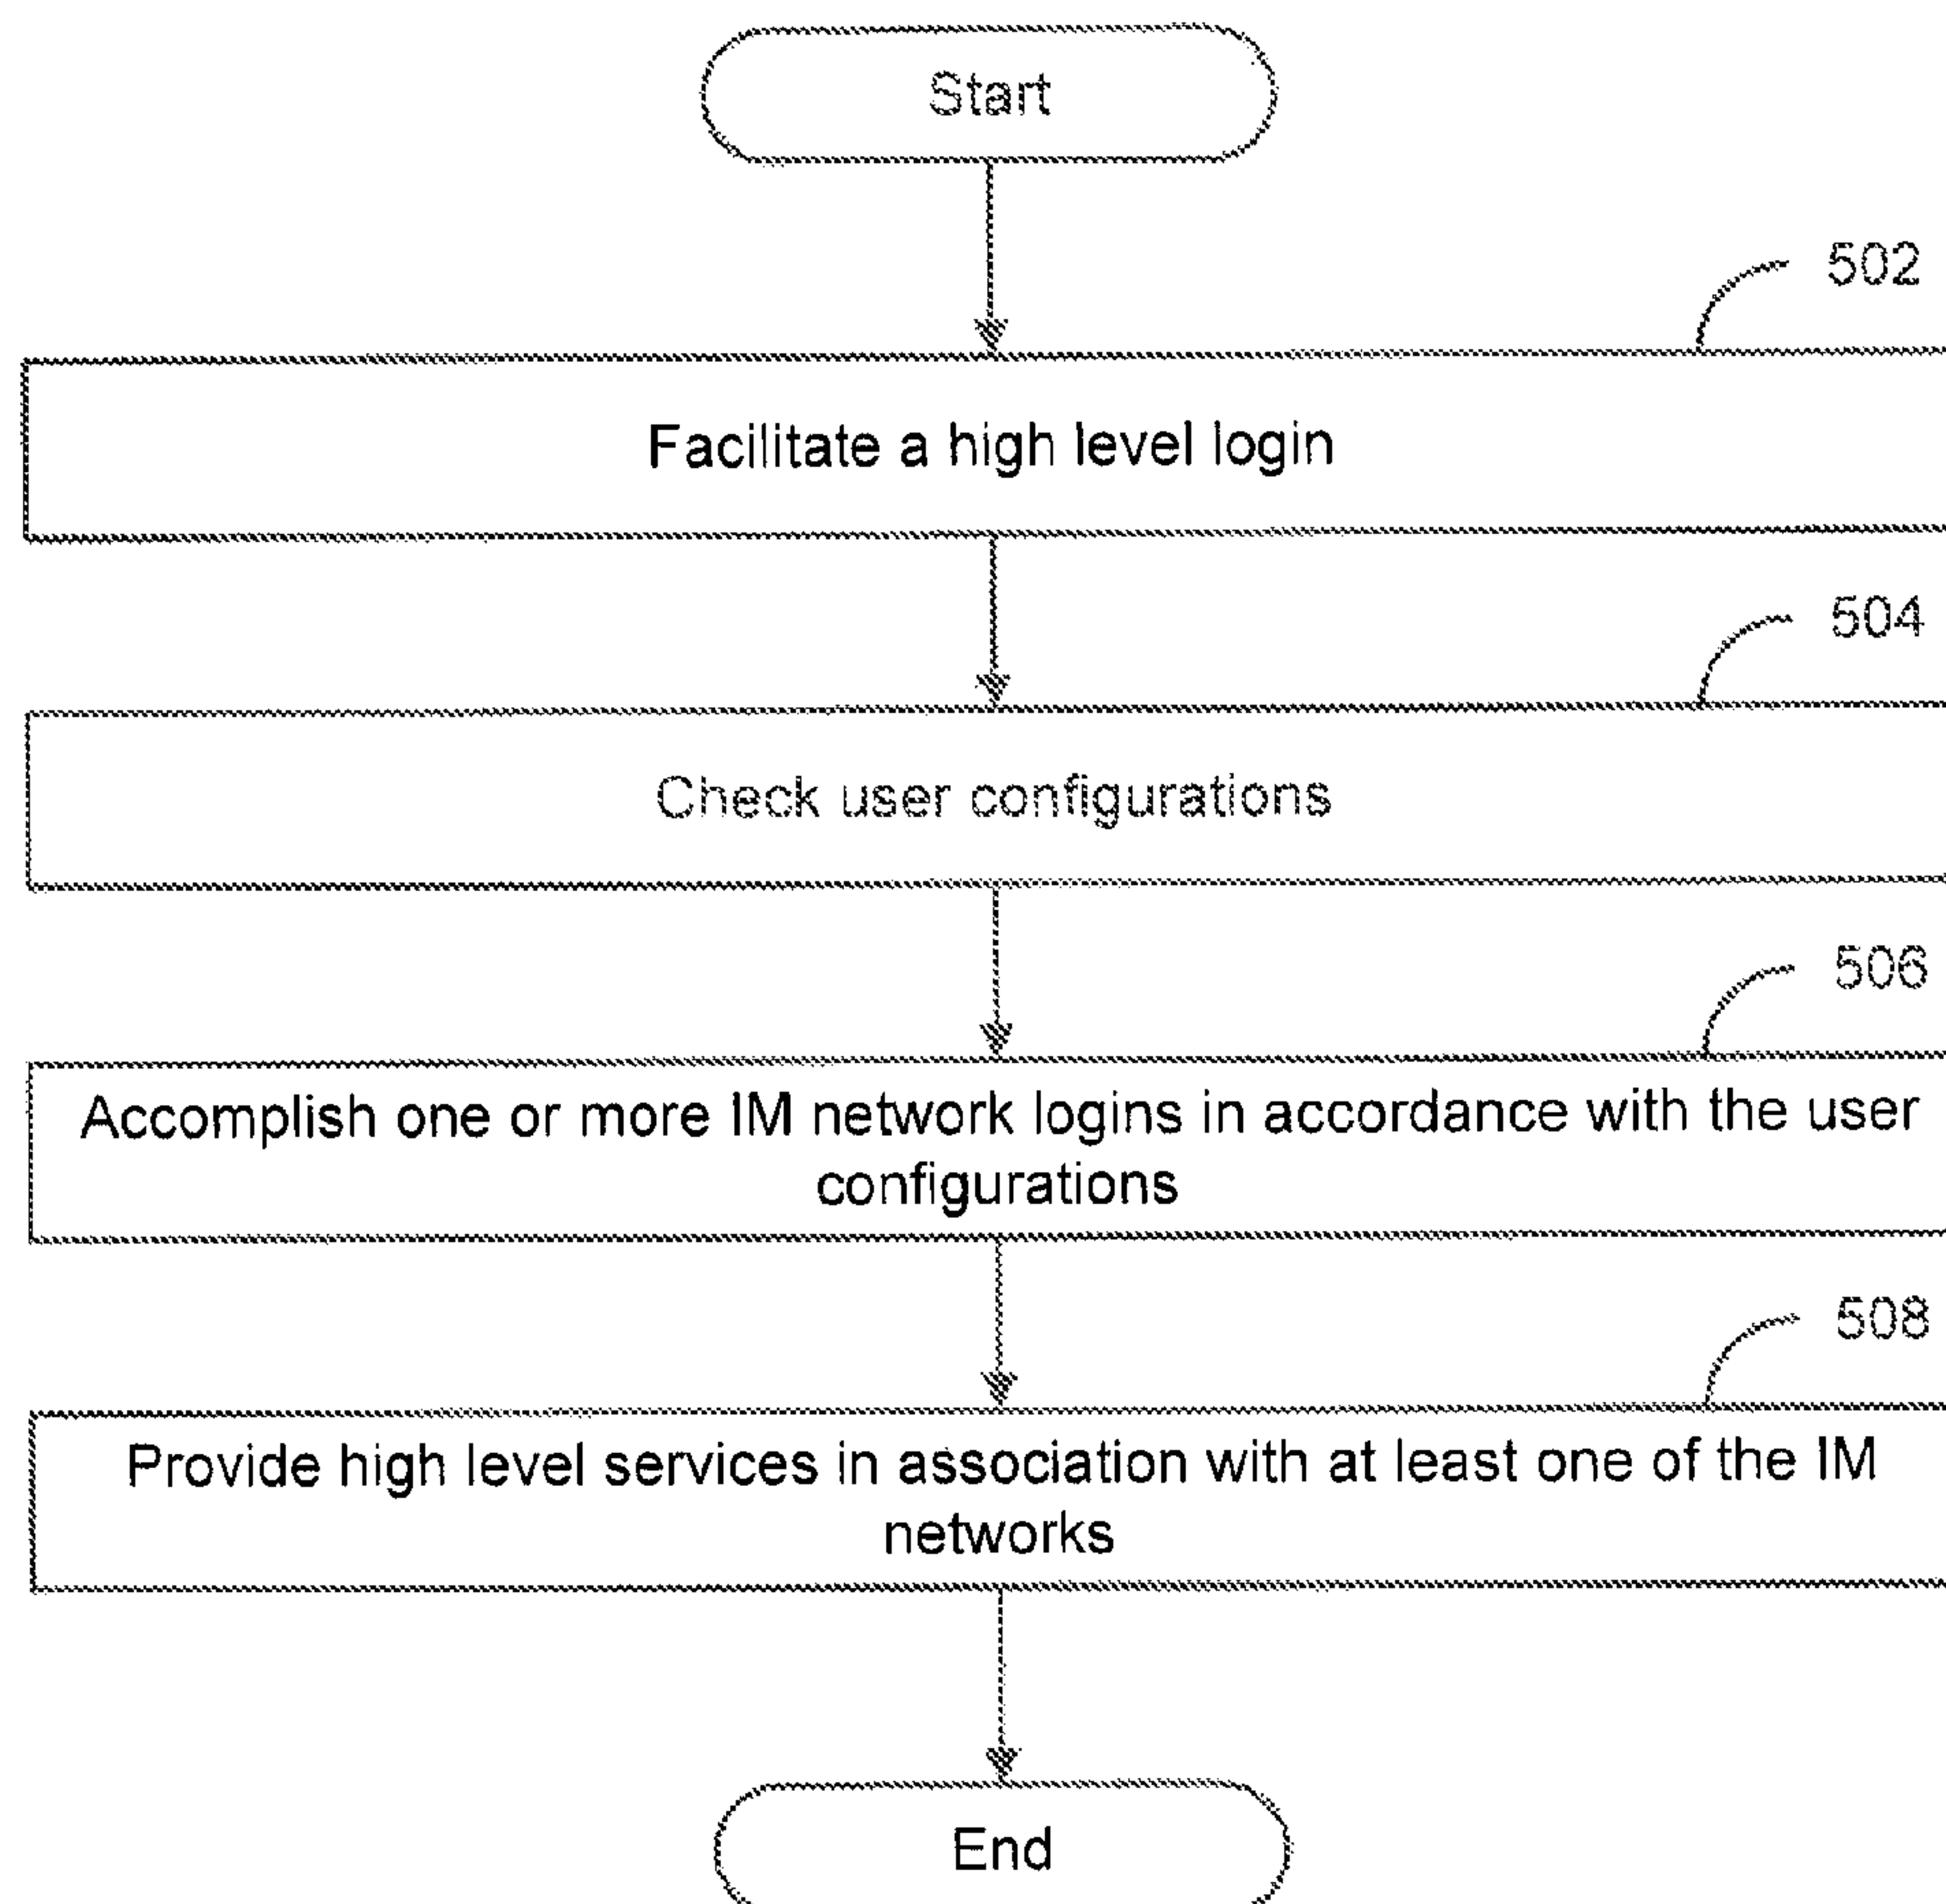 Start
502
Facilitate a high level login
504
Check user configurations
506
Accomplish one or more IM network logins in accordance with the user
configurations
508
Provide high level services in association with at least one of the IM
networks
End